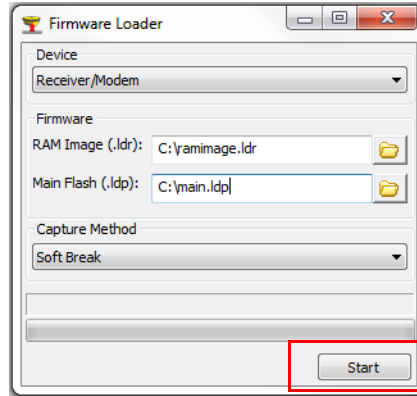 Firmware Loader
Device
Receiver/Modem
Firmware
RAM Image (.ldr): C:\ramimage.ldr
Main Flash (.ldp): C:\main.ldp
Capture Method
Soft Break
Start